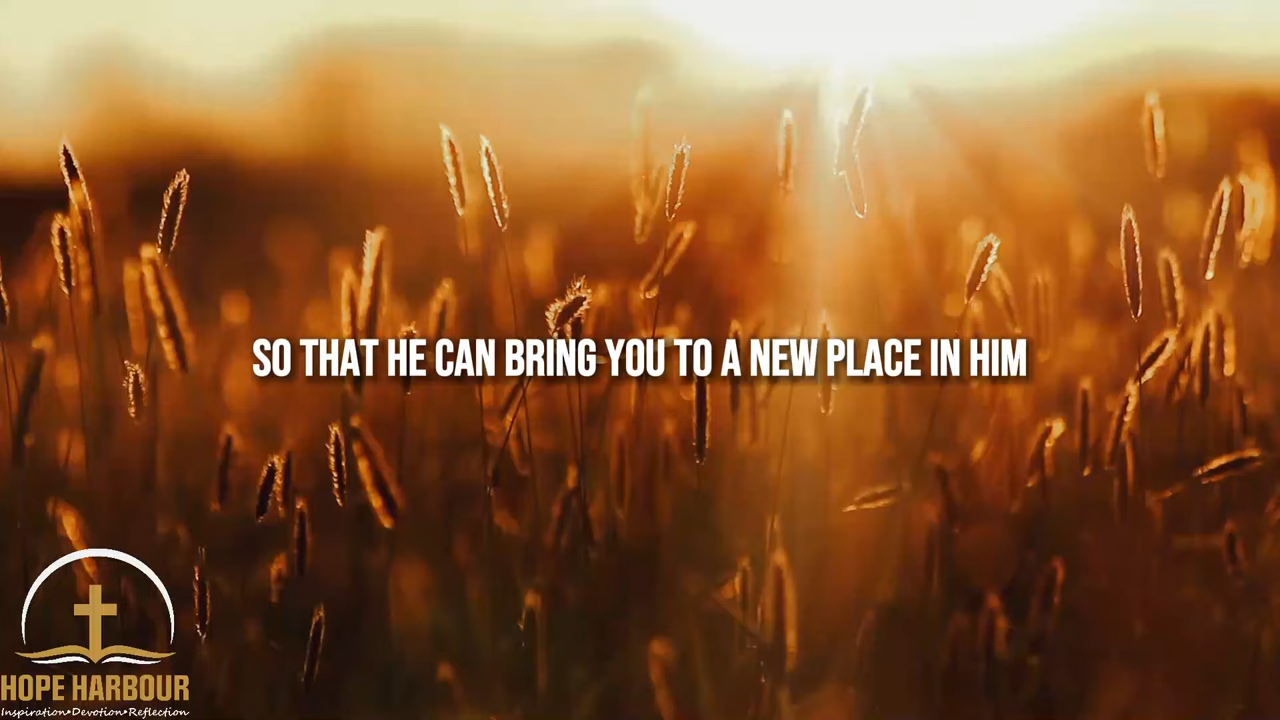 SO THAT HE CAN BRING YOU TO A NEW PLACE IN HIM
HOPE HARBOUR
Inspiration•Devotion•Reflection